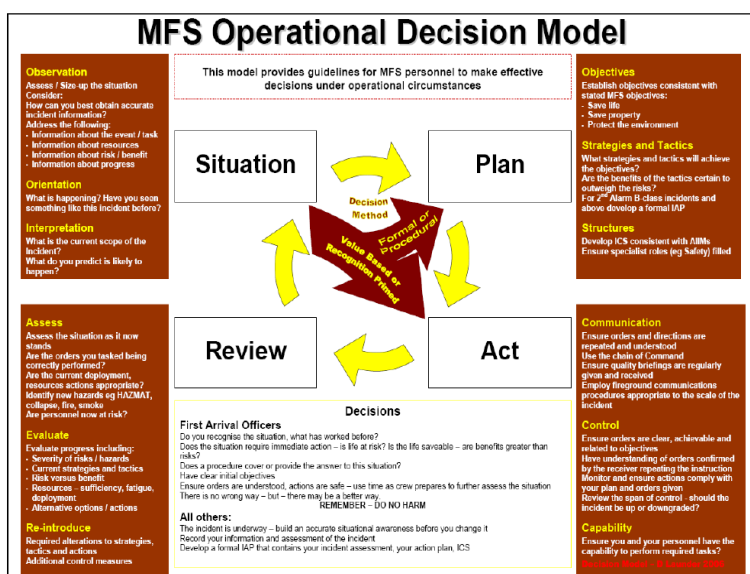 MFS Operational Decision Model
Observation
Assess / Size-up the situation
Consider:
How can you best obtain accurate
incident information?
Address the following:
- Information about the event / task
- Information about resources
- Information about risk / benefit
- Information about progress
Orientation
What is happening? Have you seen
something like this incident before?
Interpretation
What is the current scope of the
Incident?
What do you predict is likely to
happen?
This model provides guidelines for MFS personnel to make effective
decisions under operational circumstances
Objectives
Establish objectives consistent with
stated MFS objectives:
- Save life
- Save property
- Protect the environment
Strategies and Tactics
What strategies and tactics will achieve
the objectives?
Are the benefits of the tactics certain to
outweigh the risks?
For 2nd Alarm B-class incidents and
above develop a formal IAP
Structures
Develop ICS consistent with AIIMs
Ensure specialist roles (eg Safety) filled
Situation
Plan
Decision
Method
Formal or
Procedural
Value Based or
Recognition Primed
Review
Act
Assess
Assess the situation as it now
stands
Are the orders you tasked being
correctly performed?
Are the current deployment,
resources actions appropriate?
Identify new hazards eg HAZMAT,
collapse, fire, smoke
Are personnel now at risk?
Evaluate
Evaluate progress including:
- Severity of risks / hazards
- Current strategies and tactics
- Risk versus benefit
- Resources – sufficiency, fatigue,
deployment
- Alternative options / actions
Re-introduce
Required alterations to strategies,
tactics and actions
Additional control measures
Decisions
First Arrival Officers
Do you recognise the situation, what has worked before?
Does the situation require immediate action – is life at risk? Is the life saveable – are benefits greater than
risks?
Does a procedure cover or provide the answer to this situation?
Have clear initial objectives
Ensure orders are understood, actions are safe – use time as crew prepares to further assess the situation
There is no wrong way – but – there may be a better way.
REMEMBER – DO NO HARM
All others:
The incident is underway – build an accurate situational awareness before you change it
Record your information and assessment of the incident
Develop a formal IAP that contains your incident assessment, your action plan, ICS
Communication
Ensure orders and directions are
repeated and understood
Use the chain of Command
Ensure quality briefings are regularly
given and received
Employ fireground communications
procedures appropriate to the scale of the
incident
Control
Ensure orders are clear, achievable and
related to objectives
Have understanding of orders confirmed
by the receiver repeating the instruction
Monitor and ensure actions comply with
your plan and orders given
Review the span of control - should the
incident be up or downgraded?
Capability
Ensure you and your personnel have the
capability to perform required tasks?